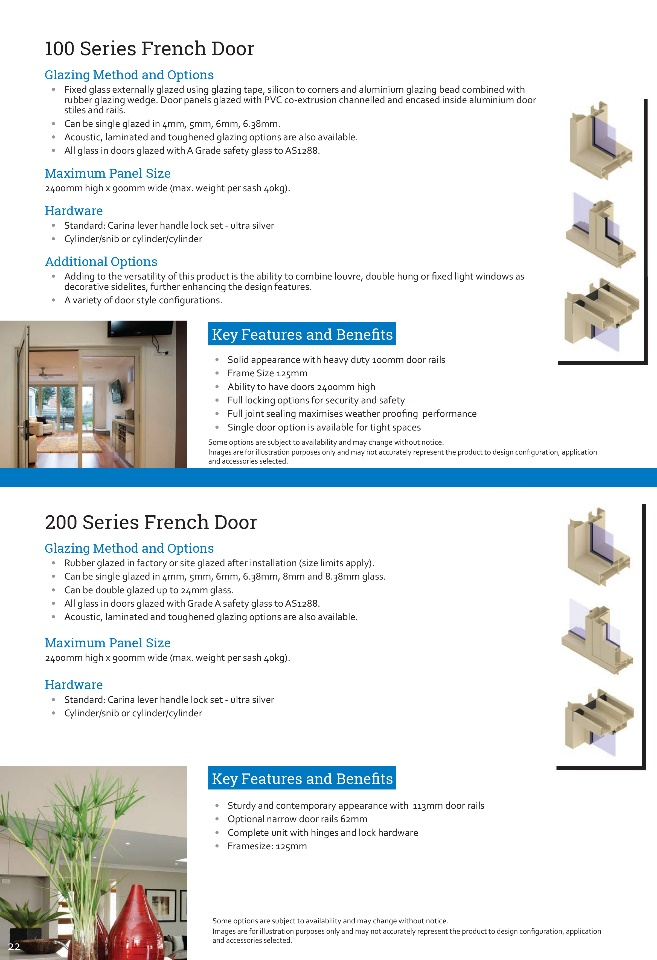 100 Series French Door
Glazing Method and Options
• Fixed glass externally glazed using glazing tape, silicon to corners and aluminium glazing bead combined with
rubber glazing wedge. Door panels glazed with PVC co-extrusion channelled and encased inside aluminium door
stiles and rails.
• Can be single glazed in 4mm, 5mm, 6mm, 6.38mm.
• Acoustic, laminated and toughened glazing options are also available.
• All glass in doors glazed with A Grade safety glass to AS1288.
Maximum Panel Size
2400mm high x 900mm wide (max. weight per sash 40kg).
Hardware
• Standard: Carina lever handle lock set - ultra silver
• Cylinder/snib or cylinder/cylinder
Additional Options
• Adding to the versatility of this product is the ability to combine louvre, double hung or fixed light windows as
decorative sidelites, further enhancing the design features.
• A variety of door style configurations.
Key Features and Benefits
• Solid appearance with heavy duty 100mm door rails
• Frame Size 125mm
• Ability to have doors 2400mm high
• Full locking options for security and safety
• Full joint sealing maximises weather proofing performance
• Single door option is available for tight spaces
Some options are subject to availability and may change without notice.
Images are for illustration purposes only and may not accurately represent the product to design configuration, application
and accessories selected.
200 Series French Door
Glazing Method and Options
• Rubber glazed in factory or site glazed after installation (size limits apply).
• Can be single glazed in 4mm, 5mm, 6mm, 6.38mm, 8mm and 8.38mm glass.
• Can be double glazed up to 24mm glass.
• All glass in doors glazed with Grade A safety glass to AS1288.
• Acoustic, laminated and toughened glazing options are also available.
Maximum Panel Size
2400mm high x 900mm wide (max. weight per sash 40kg).
Hardware
• Standard: Carina lever handle lock set - ultra silver
• Cylinder/snib or cylinder/cylinder
Key Features and Benefits
• Sturdy and contemporary appearance with 113mm door rails
• Optional narrow door rails 62mm
• Complete unit with hinges and lock hardware
• Framesize: 125mm
Some options are subject to availability and may change without notice.
Images are for illustration purposes only and may not accurately represent the product to design configuration, application
and accessories selected.
22